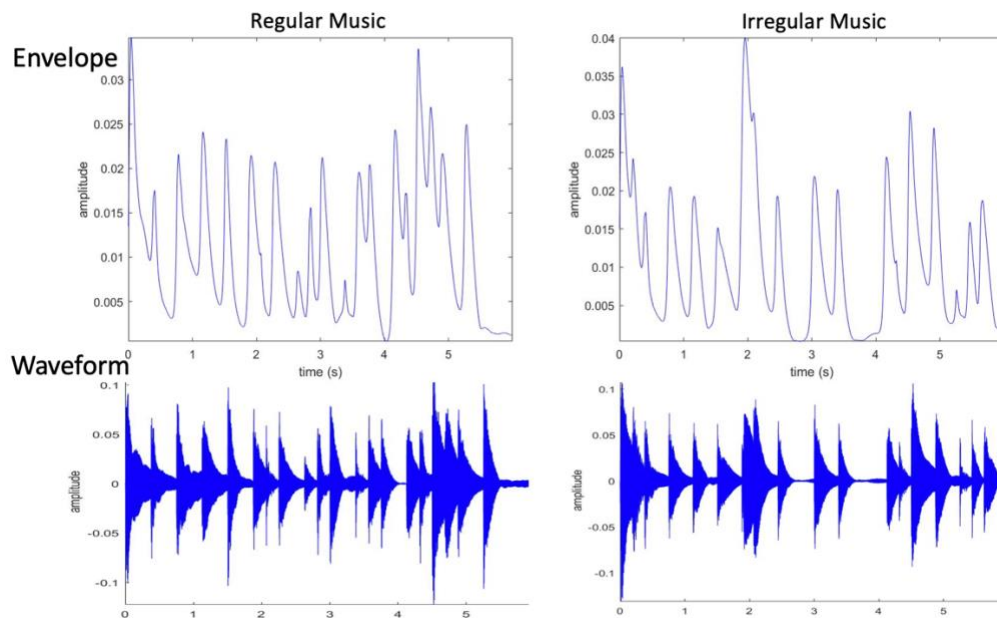 Regular Music
Irregular Music
Envelope
0.03
0.025
0.02
0.015
0.01
0.005
amplitude
0 1 2 3 4 5
time (s)
0.04
0.035
0.03
0.025
0.02
0.015
0.01
0.005
amplitude
0 1 2 3 4 5
time (s)
Waveform
0.1
0.05
0
-0.05
-0.1
amplitude
0 1 2 3 4 5
0.1
0.05
0
-0.05
-0.1
amplitude
0 1 2 3 4 5